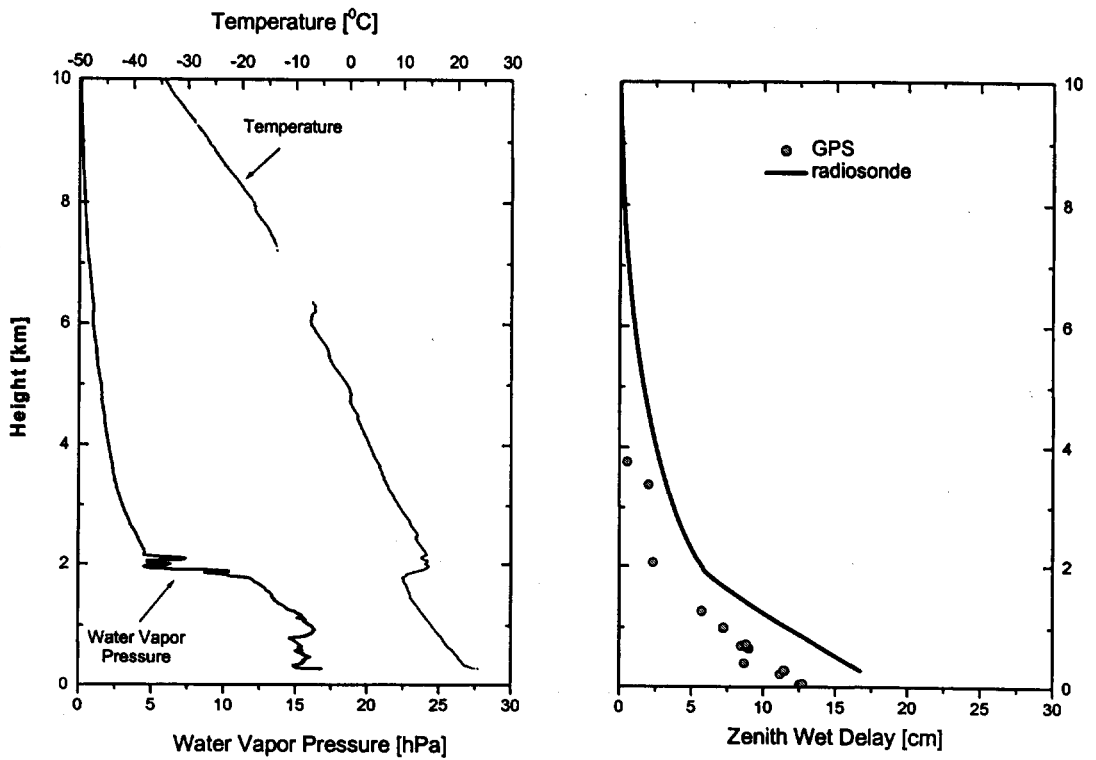 Temperature [⁰C]
-50 -40 -30 -20 -10 0 10 20 30
10
8
6
4
2
0
Height [km]
Temperature
Water Vapor
Pressure
0 5 10 15 20 25 30
Water Vapor Pressure [hPa]
GPS
radiosonde
10
8
6
4
2
0
0 5 10 15 20 25 30
Zenith Wet Delay [cm]